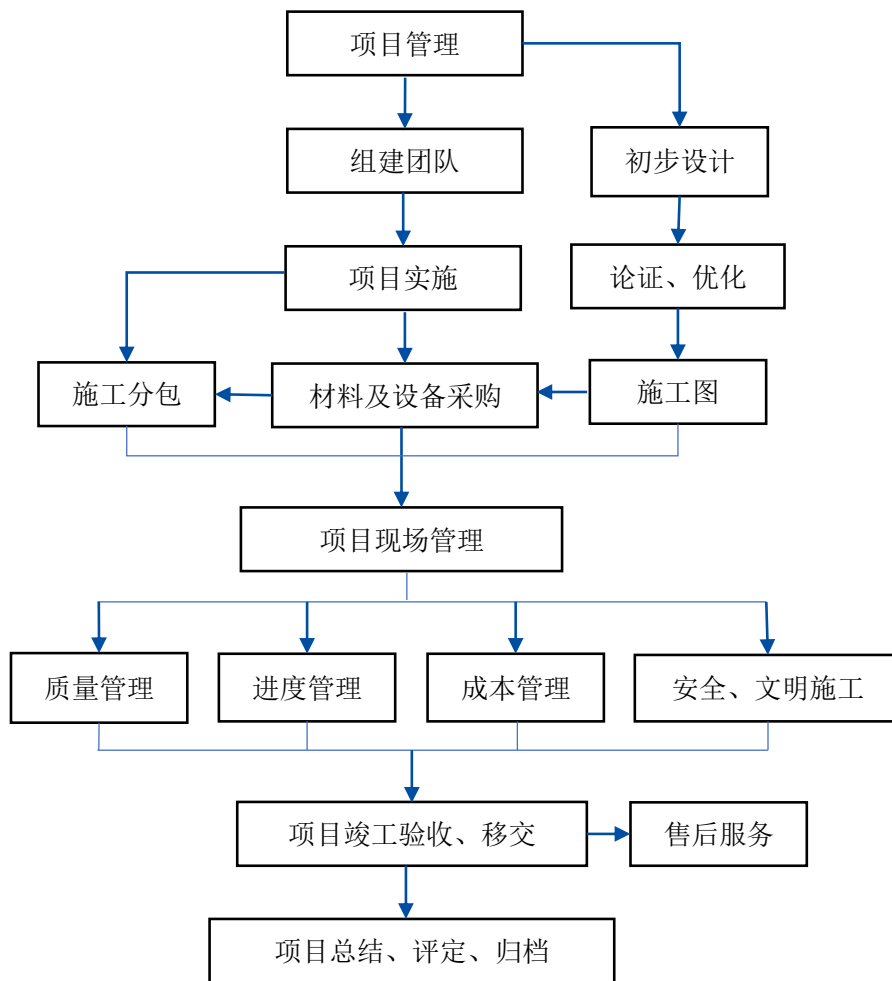 项目管理
组建团队
初步设计
项目实施
论证、优化
施工分包
材料及设备采购
施工图
项目现场管理
质量管理
进度管理
成本管理
安全、文明施工
项目竣工验收、移交
售后服务
项目总结、评定、归档